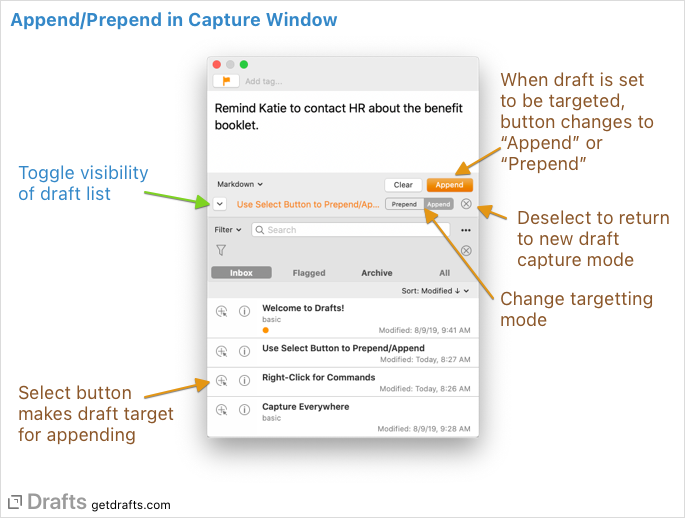 Append/Prepend in Capture Window
Add tag...
Remind Katie to contact HR about the benefit
booklet.
When draft is set
to be targeted,
button changes to
“Append” or
“Prepend”
Toggle visibility
of draft list
Markdown
Clear
Append
Use Select Button to Prepend/Ap...
Prepend
Append
Deselect to return
to new draft
capture mode
Filter
Search
Inbox
Flagged
Archive
All
Sort: Modified
Change targetting
mode
Welcome to Drafts!
basic
Modified: 8/9/19, 9:41 AM
Use Select Button to Prepend/Append
Modified: Today, 8:27 AM
Right-Click for Commands
Modified: Today, 8:26 AM
Capture Everywhere
basic
Modified: 8/9/19, 9:28 AM
Select button
makes draft target
for appending
Drafts getdrafts.com